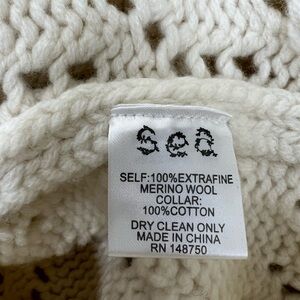 sea
SELF:100%EXTRAFINE
MERINO WOOL
COLLAR:
100%COTTON
DRY CLEAN ONLY
MADE IN CHINA
RN 148750